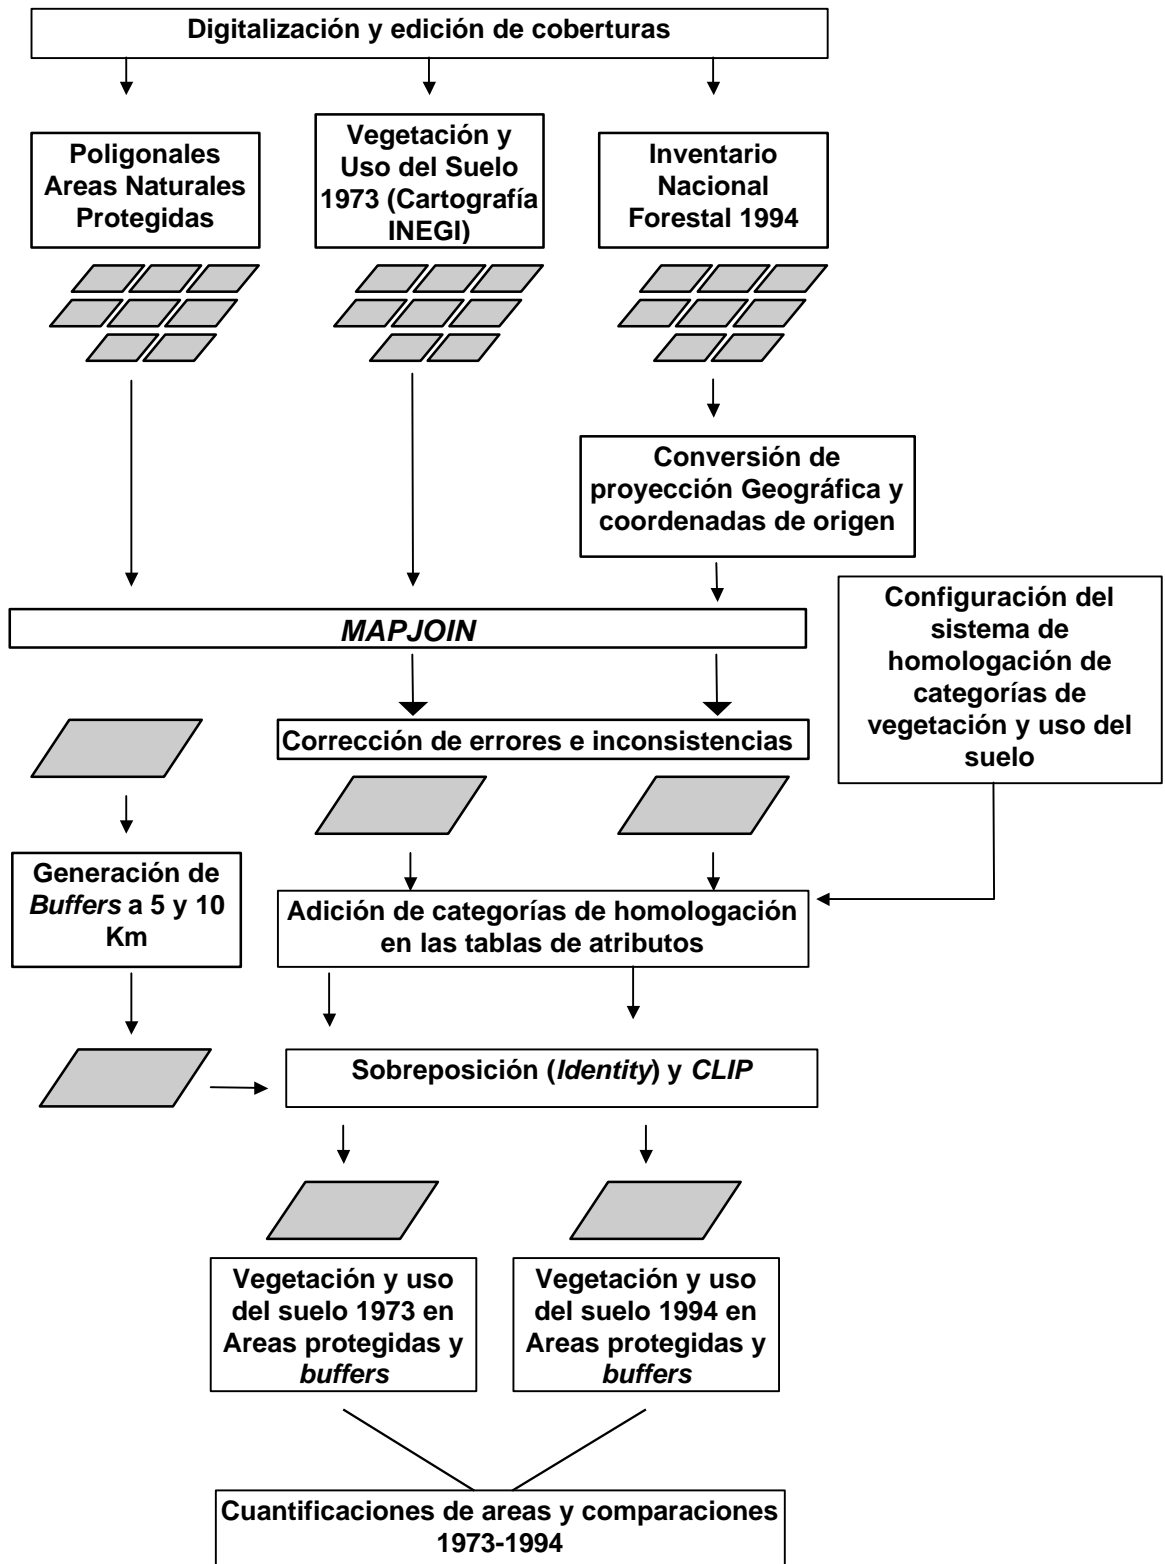 Digitalización y edición de coberturas
Poligonales
Areas Naturales
Protegidas
Vegetación y
Uso del Suelo
1973 (Cartografía
INEGI)
Inventario
Nacional
Forestal 1994
Conversión de
proyección Geográfica y
coordenadas de origen
MAPJOIN
Configuración del
sistema de
homologación de
categorías de
vegetación y uso del
suelo
Corrección de errores e inconsistencias
Generación de
Buffers a 5 y 10
Km
Adición de categorías de homologación
en las tablas de atributos
Sobreposición (Identity) y CLIP
Vegetación y uso
del suelo 1973 en
Areas protegidas y
buffers
Vegetación y uso
del suelo 1994 en
Areas protegidas y
buffers
Cuantificaciones de areas y comparaciones
1973-1994